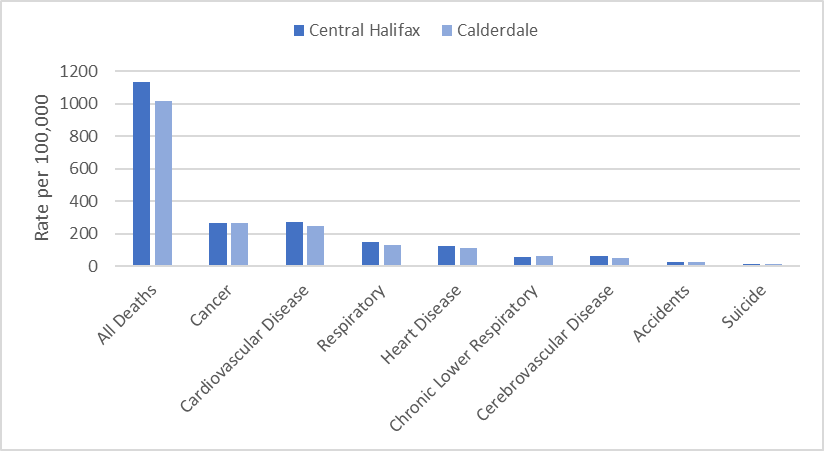 Central Halifax Calderdale
Rate per 100,000
1200
1000
800
600
400
200
0
All Deaths
Cancer
Cardiovascular Disease
Respiratory
Heart Disease
Chronic Lower Respiratory
Cerebrovascular Disease
Accidents
Suicide